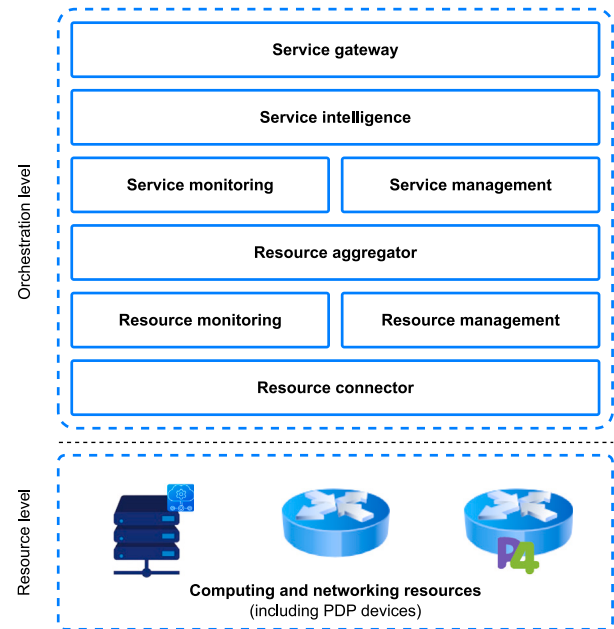 Orchestration level
Service gateway
Service intelligence
Service monitoring
Service management
Resource aggregator
Resource monitoring
Resource management
Resource connector
Resource level
P4
Computing and networking resources
(including PDP devices)